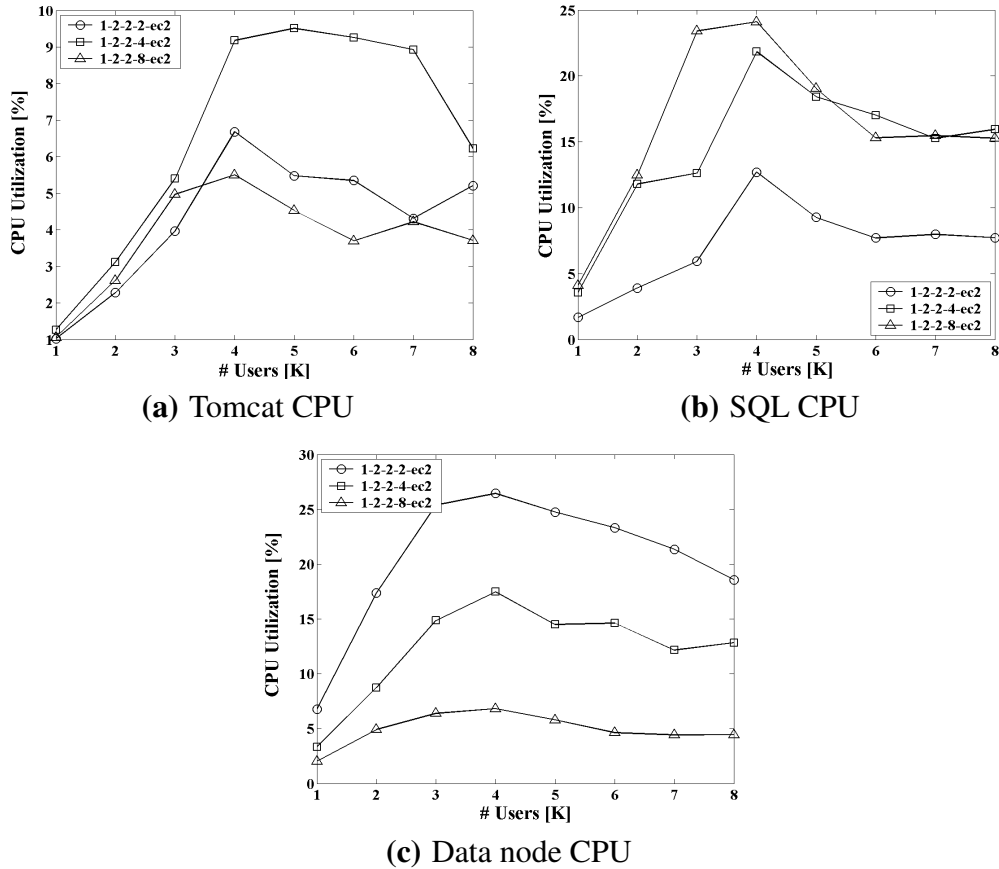 10
9
8
7
6
5
4
3
2
1
CPU Utilization [%]
1-2-2-2-ec2
1-2-2-4-ec2
1-2-2-8-ec2
1 2 3 4 5 6 7 8
# Users [K]
(a) Tomcat CPU
25
20
15
10
5
0
CPU Utilization [%]
1-2-2-2-ec2
1-2-2-4-ec2
1-2-2-8-ec2
1 2 3 4 5 6 7 8
# Users [K]
(b) SQL CPU
30
25
20
15
10
5
0
CPU Utilization [%]
1-2-2-2-ec2
1-2-2-4-ec2
1-2-2-8-ec2
1 2 3 4 5 6 7 8
# Users [K]
(c) Data node CPU